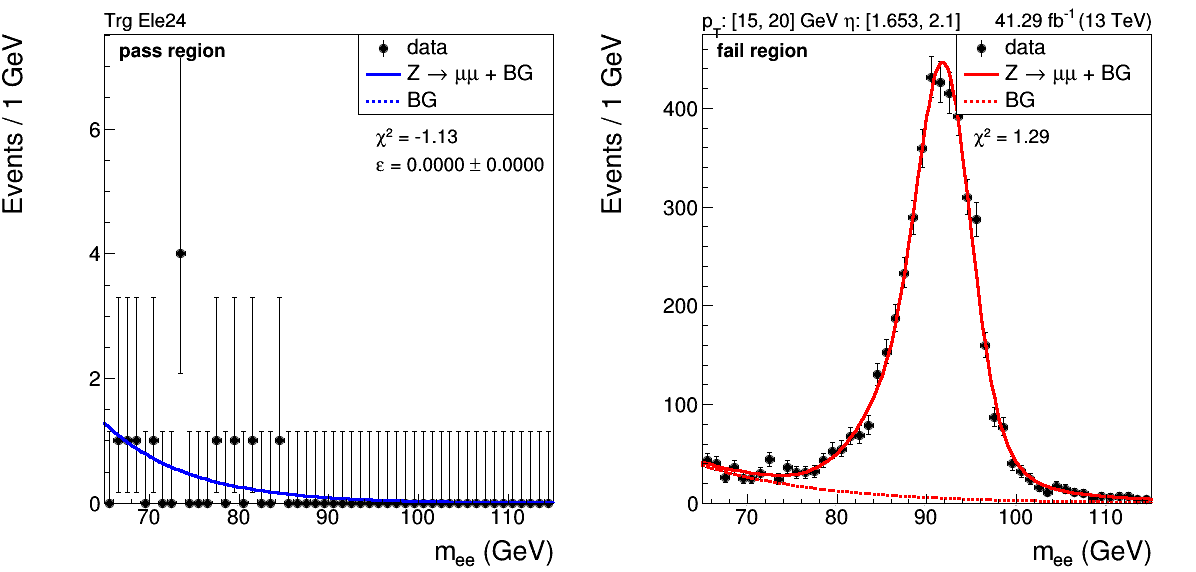 Trg Ele24
pass region
data
Z → μμ + BG
BG
χ² = -1.13
ε = 0.0000 ± 0.0000
Events / 1 GeV
0
2
4
6
70
80
90
100
110
m_ee (GeV)
p_T: [15, 20] GeV η: [1.653, 2.1]
41.29 fb⁻¹ (13 TeV)
fail region
data
Z → μμ + BG
BG
χ² = 1.29
Events / 1 GeV
0
100
200
300
400
70
80
90
100
110
m_ee (GeV)